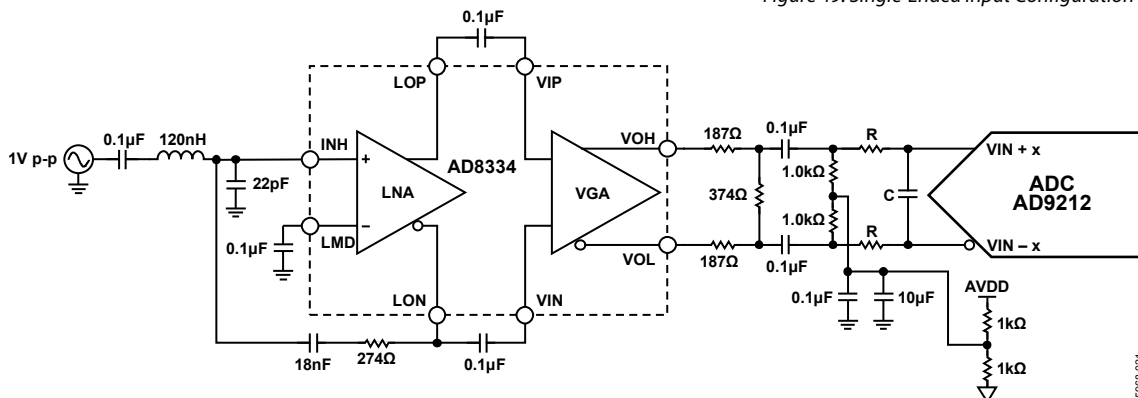 Figure 49. Single-Ended Input Configuration
0.1µF
LOP
VIP
0.1µF
120nH
1V p-p
INH
22pF
+
LNA
–
AD8334
VGA
VOH
187Ω
0.1µF
R
1.0kΩ
374Ω
1.0kΩ
C
VIN + x
ADC
AD9212
VIN – x
0.1µF
LMD
VOL
187Ω
0.1µF
R
LON
VIN
0.1µF
10µF
AVDD
1kΩ
1kΩ
18nF
274Ω
0.1µF